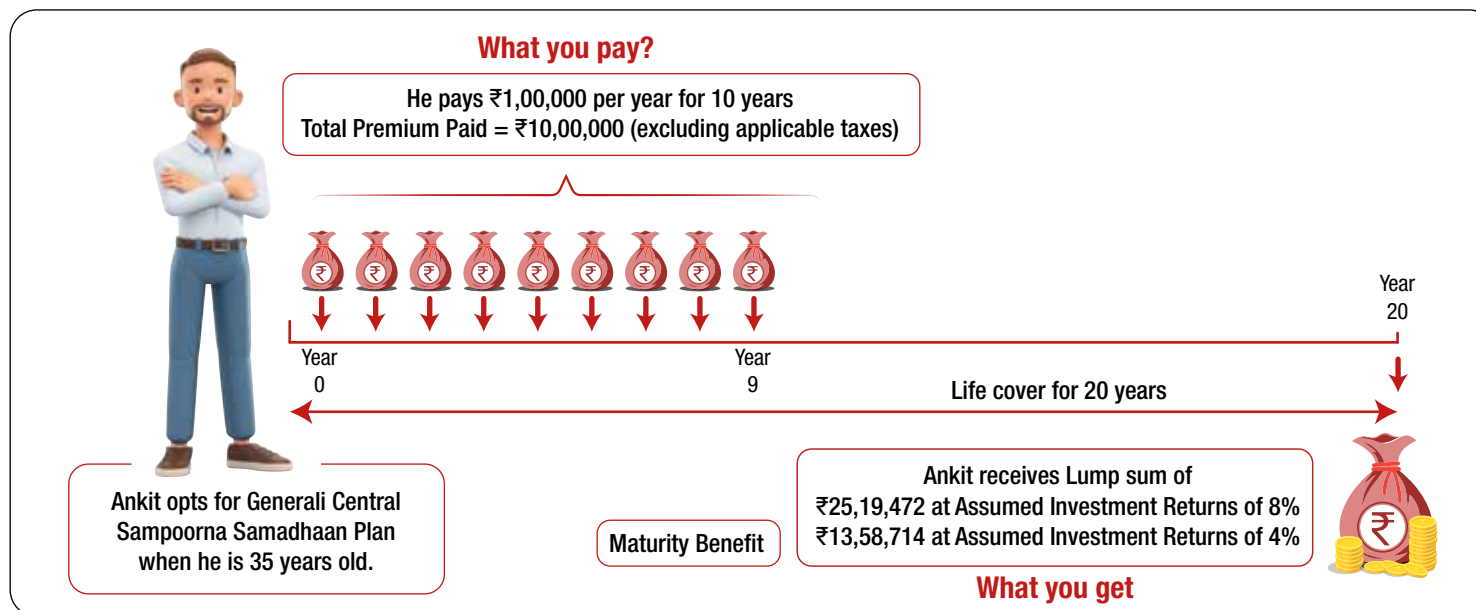 What you pay?
He pays ₹1,00,000 per year for 10 years
Total Premium Paid = ₹10,00,000 (excluding applicable taxes)
₹ ₹ ₹ ₹ ₹ ₹ ₹ ₹ ₹
Year
0
Year
9
Year
20
Life cover for 20 years
Ankit opts for Generali Central
Sampoorna Samadhaan Plan
when he is 35 years old.
Maturity Benefit
Ankit receives Lump sum of
₹25,19,472 at Assumed Investment Returns of 8%
₹13,58,714 at Assumed Investment Returns of 4%
₹
What you get